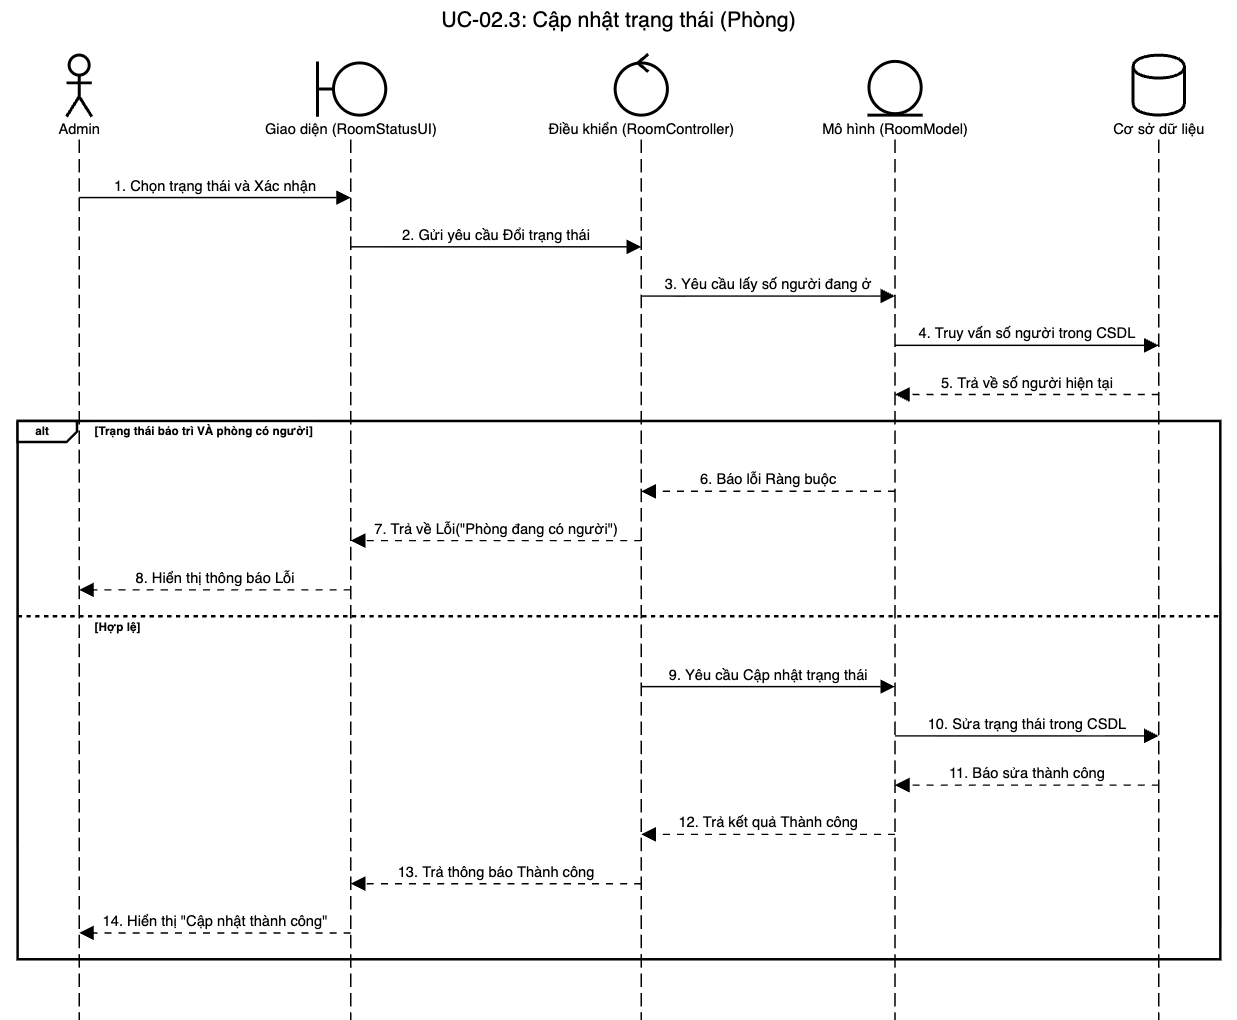 UC-02.3: Cập nhật trạng thái (Phòng)
Admin
Giao diện (RoomStatusUI)
Điều khiển (RoomController)
Mô hình (RoomModel)
Cơ sở dữ liệu
1. Chọn trạng thái và Xác nhận
2. Gửi yêu cầu Đổi trạng thái
3. Yêu cầu lấy số người đang ở
4. Truy vấn số người trong CSDL
5. Trả về số người hiện tại
alt
[Trạng thái bảo trì VÀ phòng có người]
6. Báo lỗi Ràng buộc
7. Trả về Lỗi("Phòng đang có người")
8. Hiển thị thông báo Lỗi
[Hợp lệ]
9. Yêu cầu Cập nhật trạng thái
10. Sửa trạng thái trong CSDL
11. Báo sửa thành công
12. Trả kết quả Thành công
13. Trả thông báo Thành công
14. Hiển thị "Cập nhật thành công"